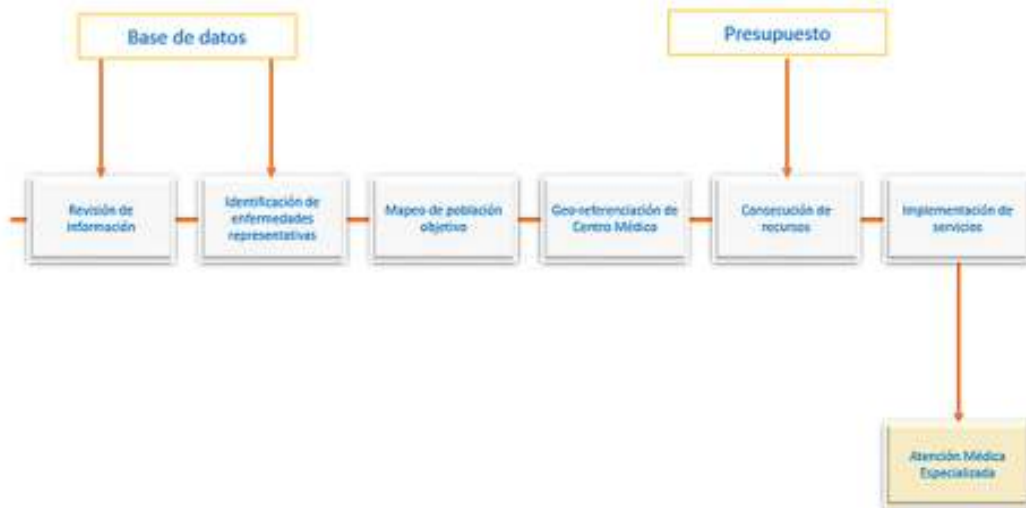 Base de datos
Presupuesto
Revisión de
información
Identificación de
enfermedades
representativas
Mapeo de población
objetivo
Geo-referenciación de
Centro Médico
Consecución de
recursos
Implementación de
servicios
Atención Médica
Especializada